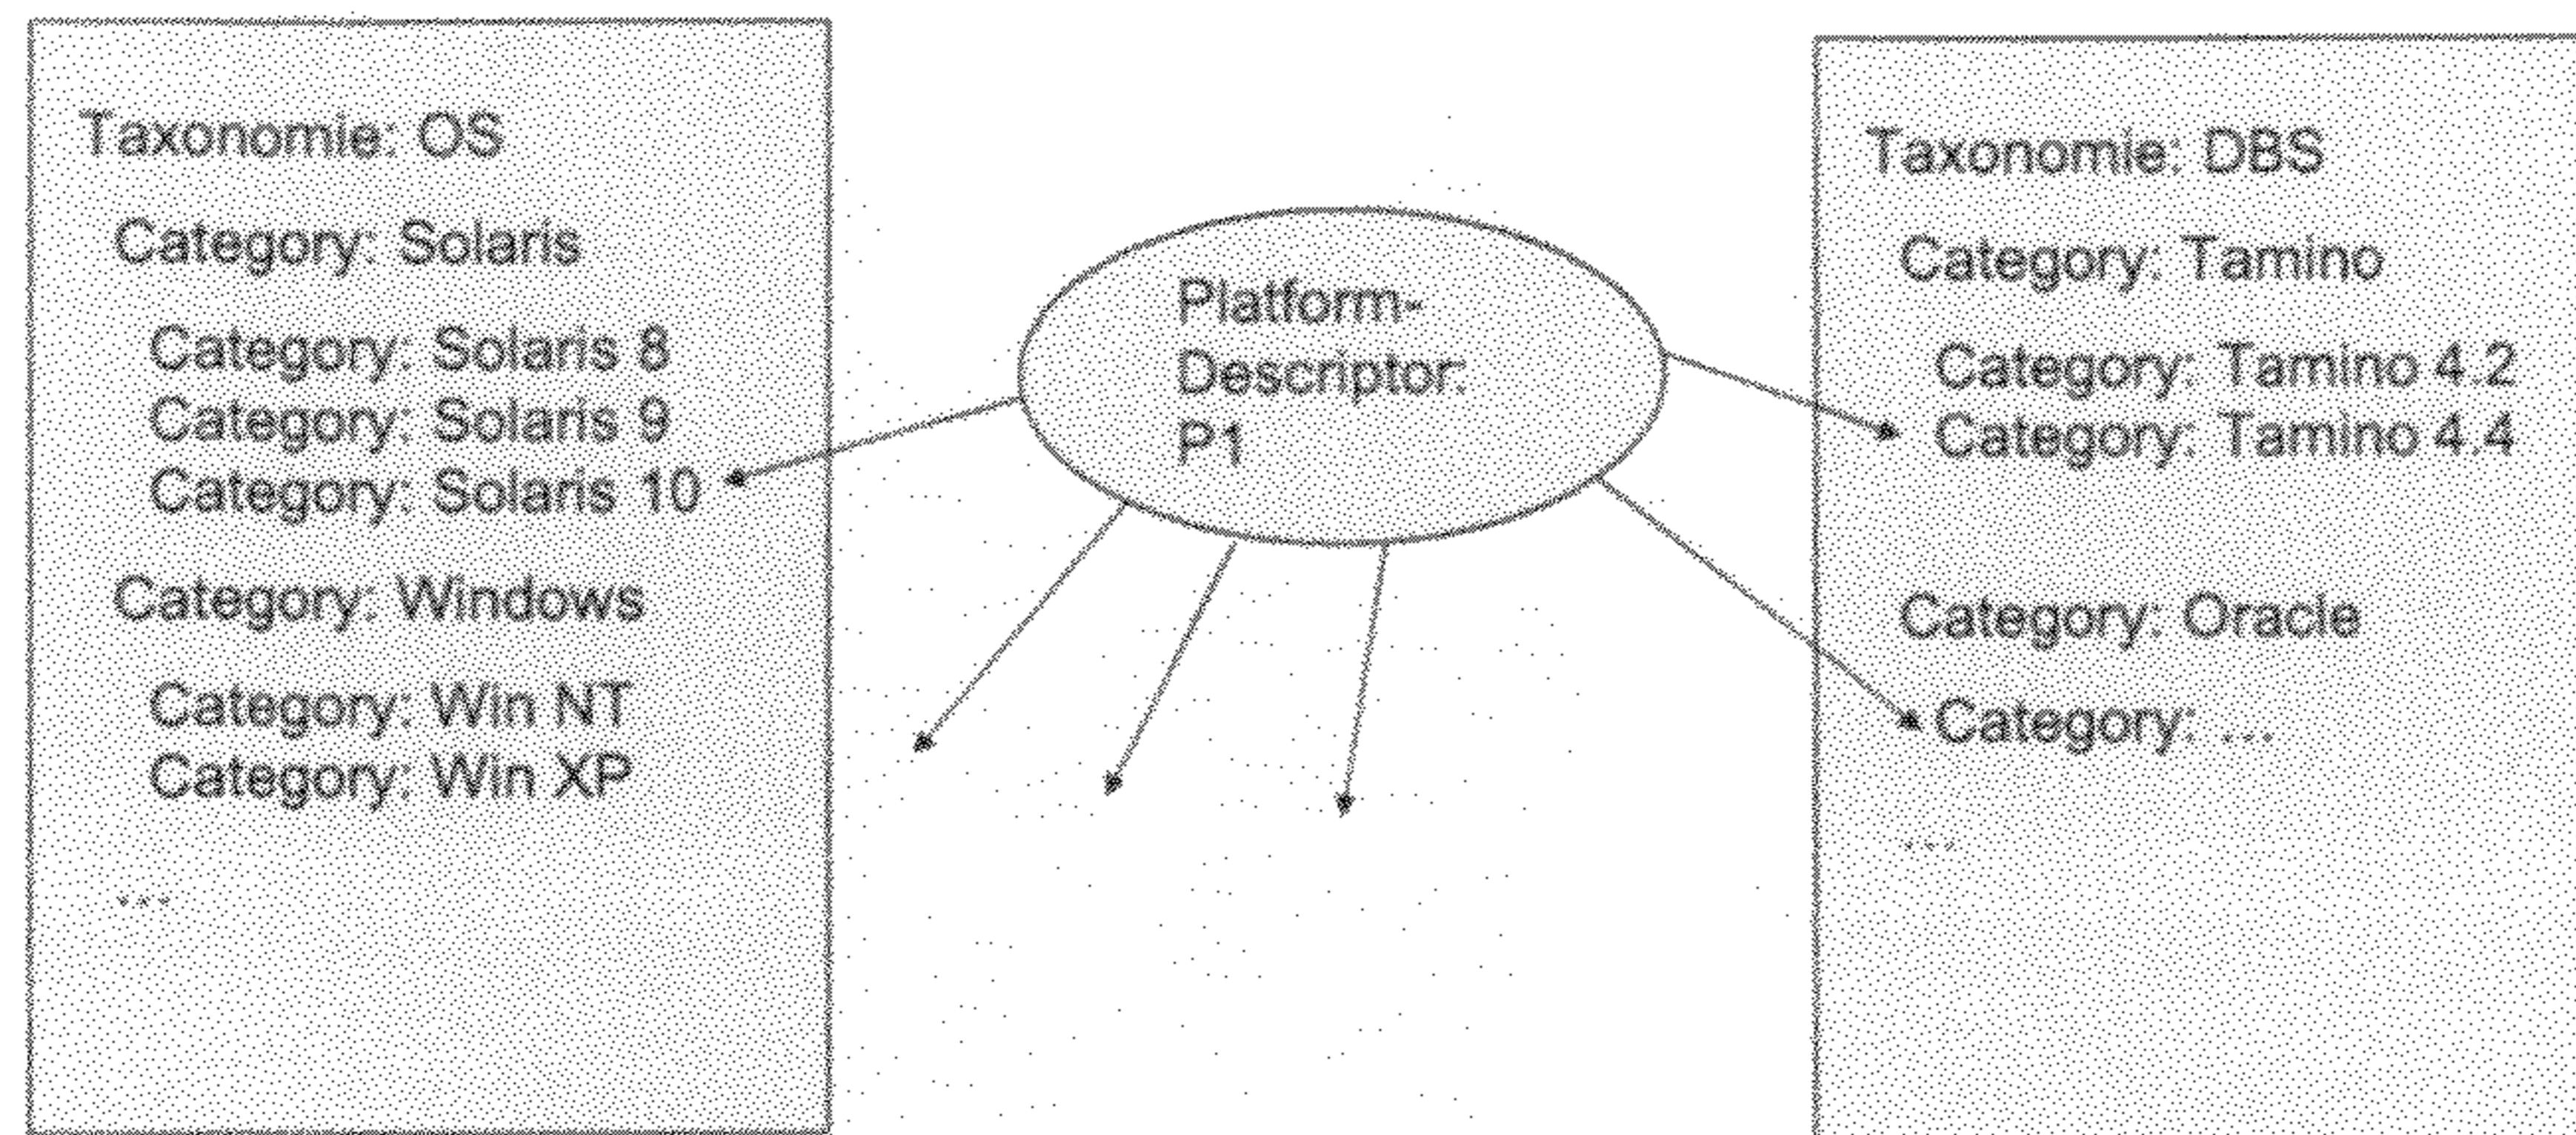 Taxonomie: OS
Category: Solaris
Category: Solaris 8
Category: Solaris 9
Category: Solaris 10
Category: Windows
Category: Win NT
Category: Win XP
...
Platform-
Descriptor:
P1
Taxonomie: DBS
Category: Tamino
Category: Tamino 4.2
Category: Tamino 4.4
Category: Oracle
Category: ...
...